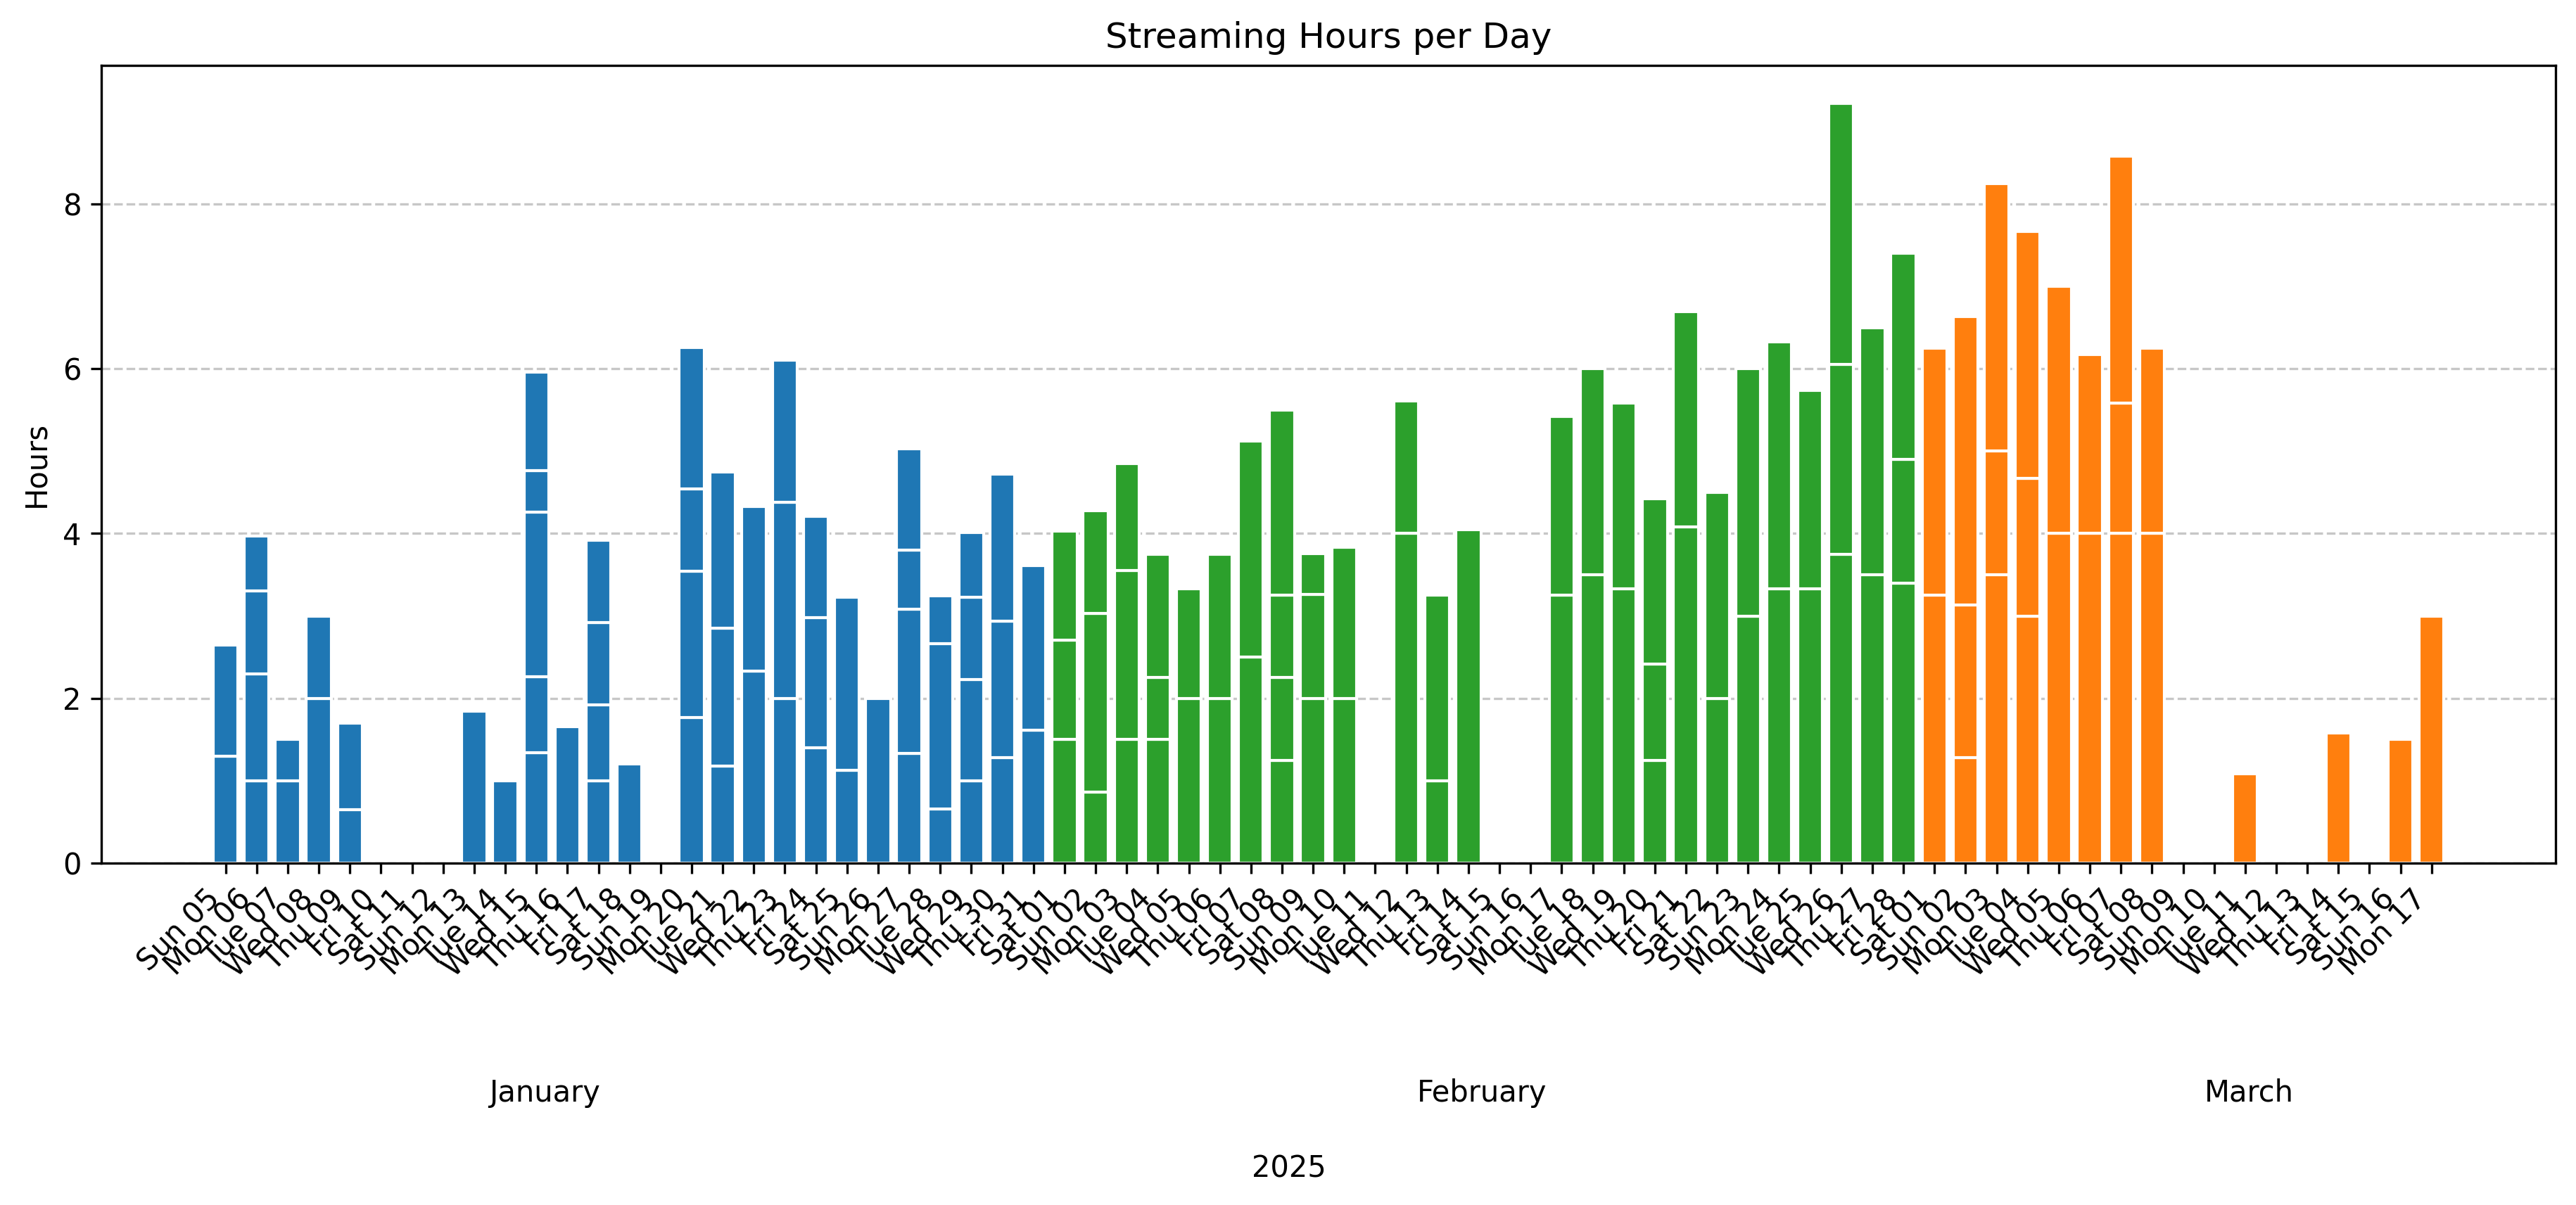 Streaming Hours per Day
Hours
8
6
4
2
0
Sun 05
Mon 06
Tue 07
Wed 08
Thu 09
Fri 10
Sat 11
Sun 12
Mon 13
Tue 14
Wed 15
Thu 16
Fri 17
Sat 18
Sun 19
Mon 20
Tue 21
Wed 22
Thu 23
Fri 24
Sat 25
Sun 26
Mon 27
Tue 28
Wed 29
Thu 30
Fri 31
Sat 01
Sun 02
Mon 03
Tue 04
Wed 05
Thu 06
Fri 07
Sat 08
Sun 09
Mon 10
Tue 11
Wed 12
Thu 13
Fri 14
Sat 15
Sun 16
Mon 17
Tue 18
Wed 19
Thu 20
Fri 21
Sat 22
Sun 23
Mon 24
Tue 25
Wed 26
Thu 27
Fri 28
Sat 01
Sun 02
Mon 03
Tue 04
Wed 05
Thu 06
Fri 07
Sat 08
Sun 09
Mon 10
Tue 11
Wed 12
Thu 13
Fri 14
Sat 15
Sun 16
Mon 17
January
February
March
2025